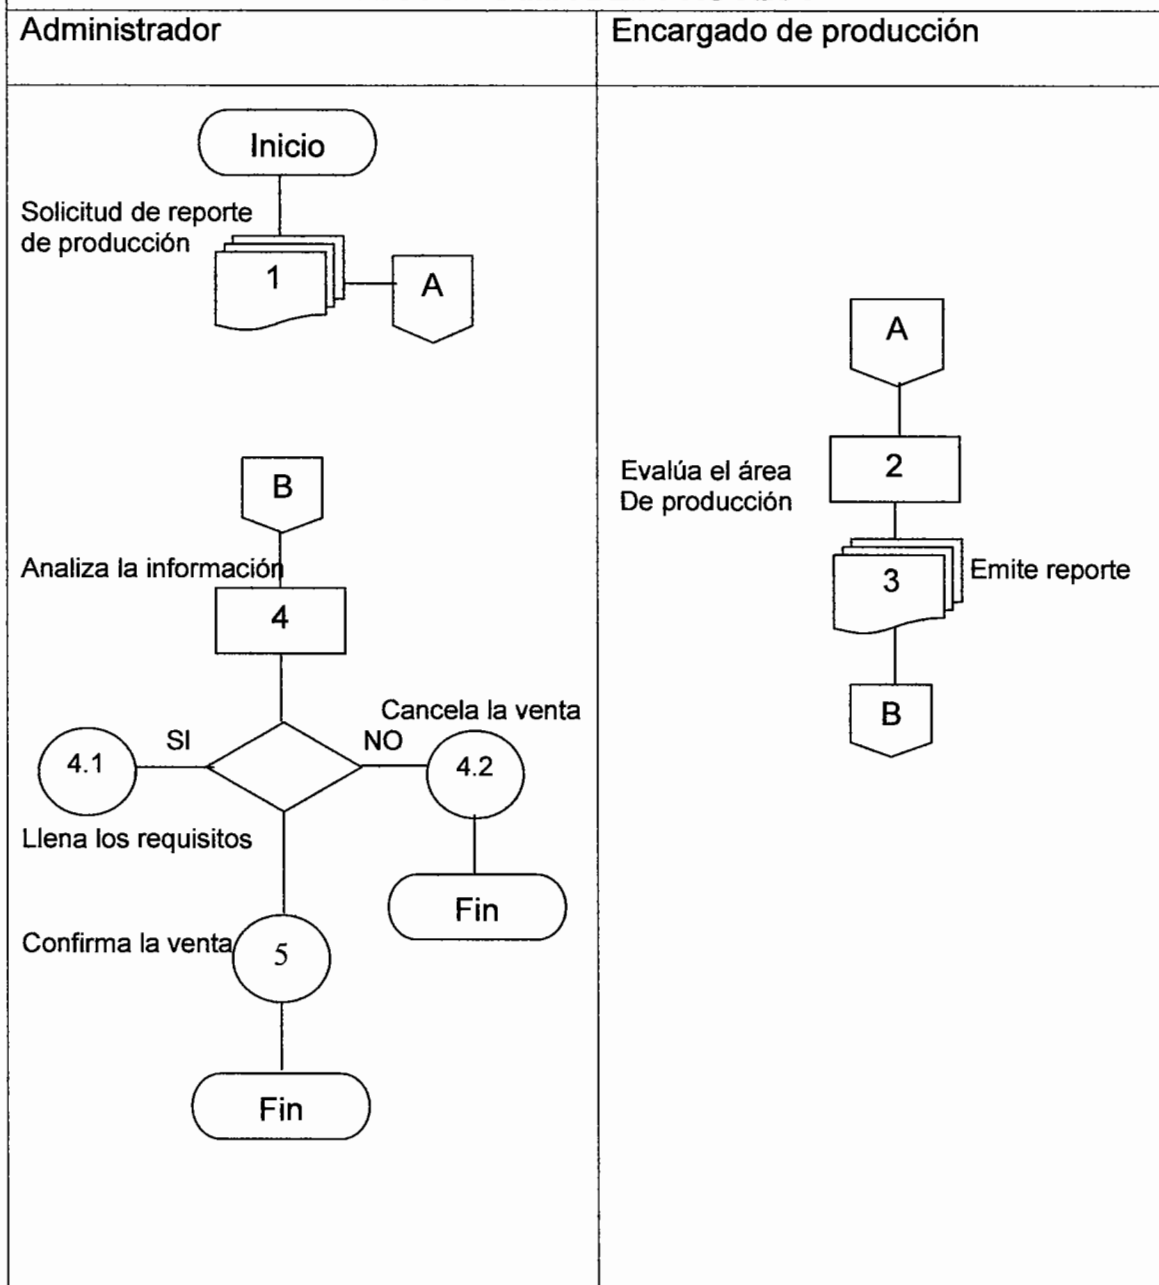 Administrador
Encargado de producción
Inicio
Solicitud de reporte
de producción
1
A
B
Analiza la información
4
Cancela la venta
SI
NO
4.1
4.2
Llena los requisitos
Fin
Confirma la venta
5
Fin
A
Evalúa el área
De producción
2
3
Emite reporte
B